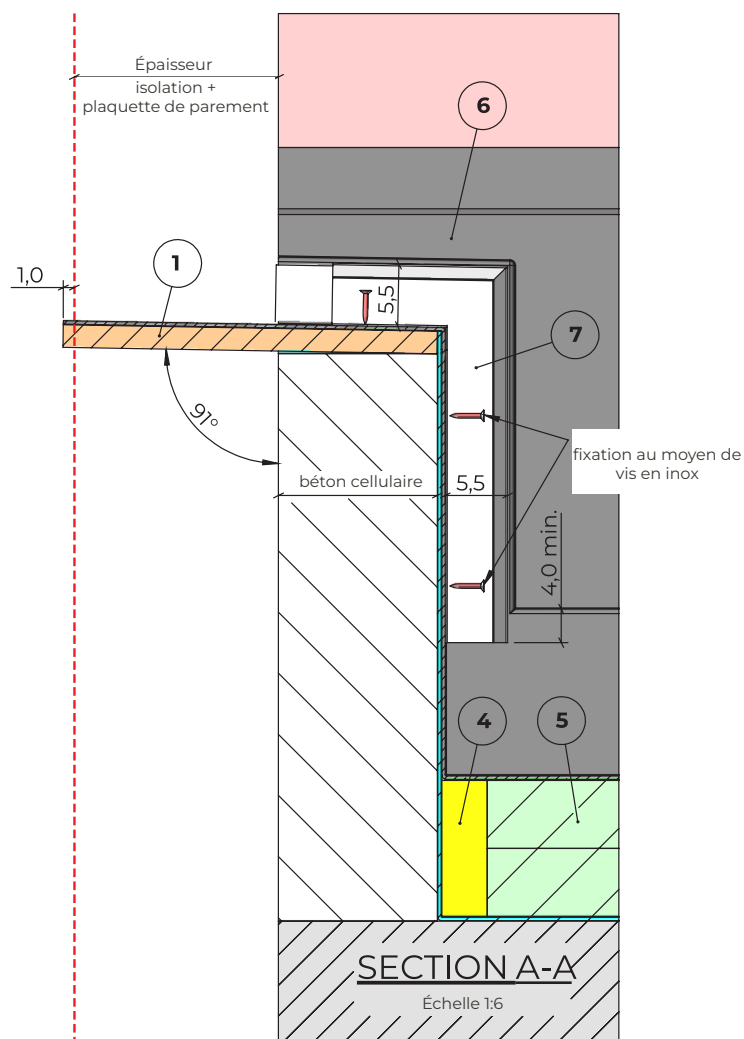 Épaisseur
isolation +
plaquette de parement
6
1,0
1
5,5
7
91°
fixation au moyen de
vis en inox
béton cellulaire
5,5
4,0 min.
4
5
SECTION A-A
Échelle 1:6